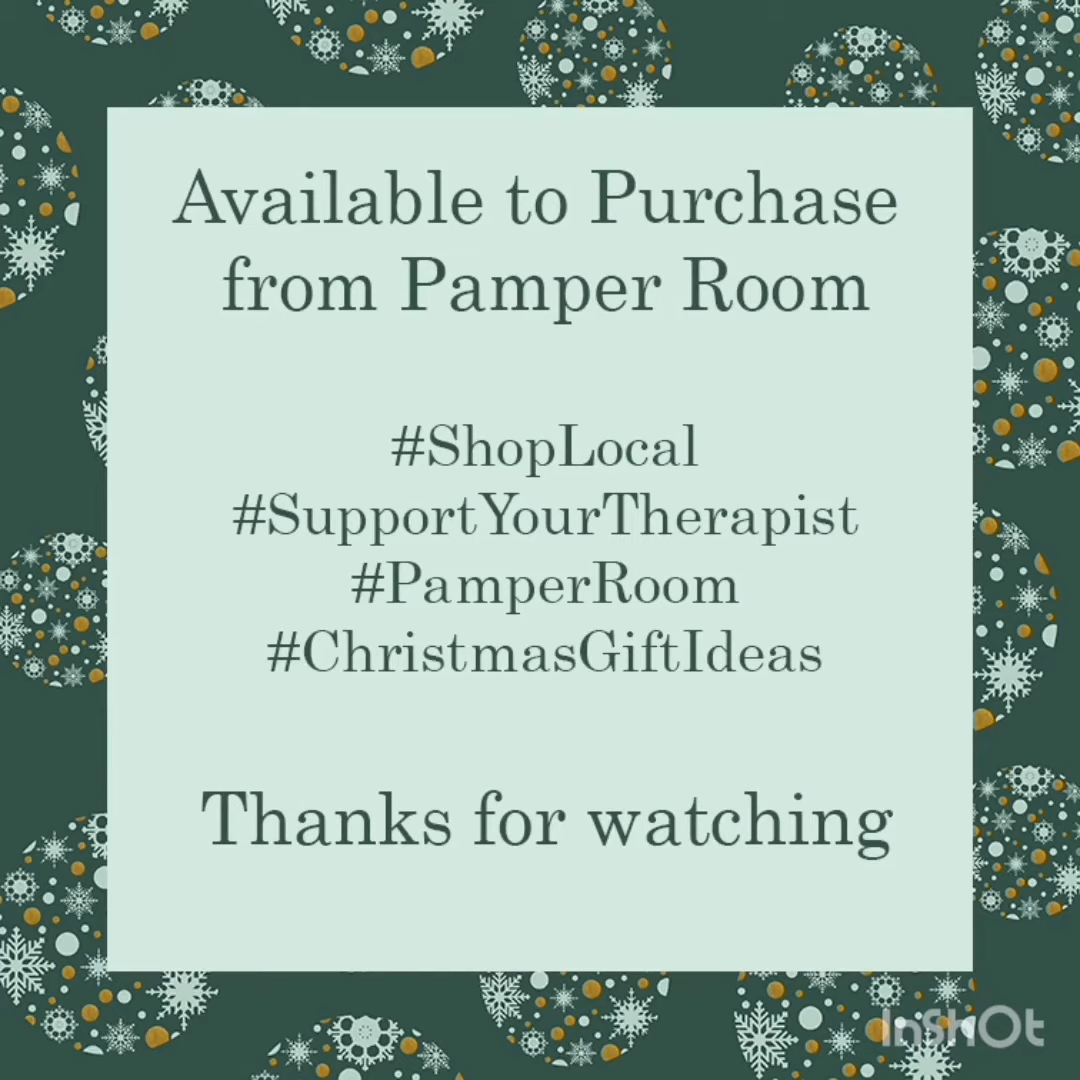 Available to Purchase
from Pamper Room
#ShopLocal
#SupportYourTherapist
#PamperRoom
#ChristmasGiftIdeas
Thanks for watching
InShOt